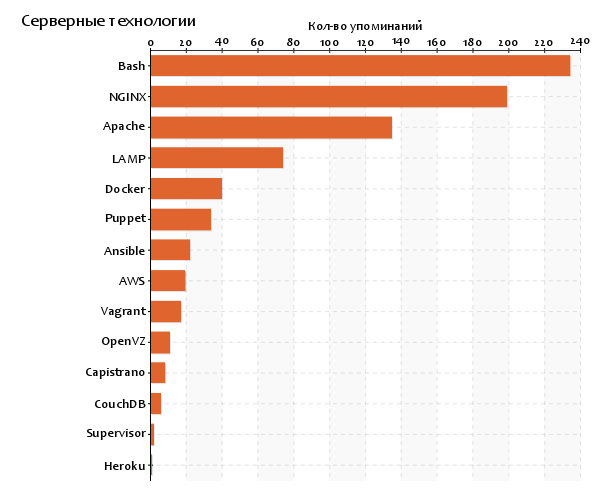 Серверные технологии
Кол-во упоминаний
0 20 40 60 80 100 120 140 160 180 200 220 240
Bash
NGINX
Apache
LAMP
Docker
Puppet
Ansible
AWS
Vagrant
OpenVZ
Capistrano
CouchDB
Supervisor
Heroku